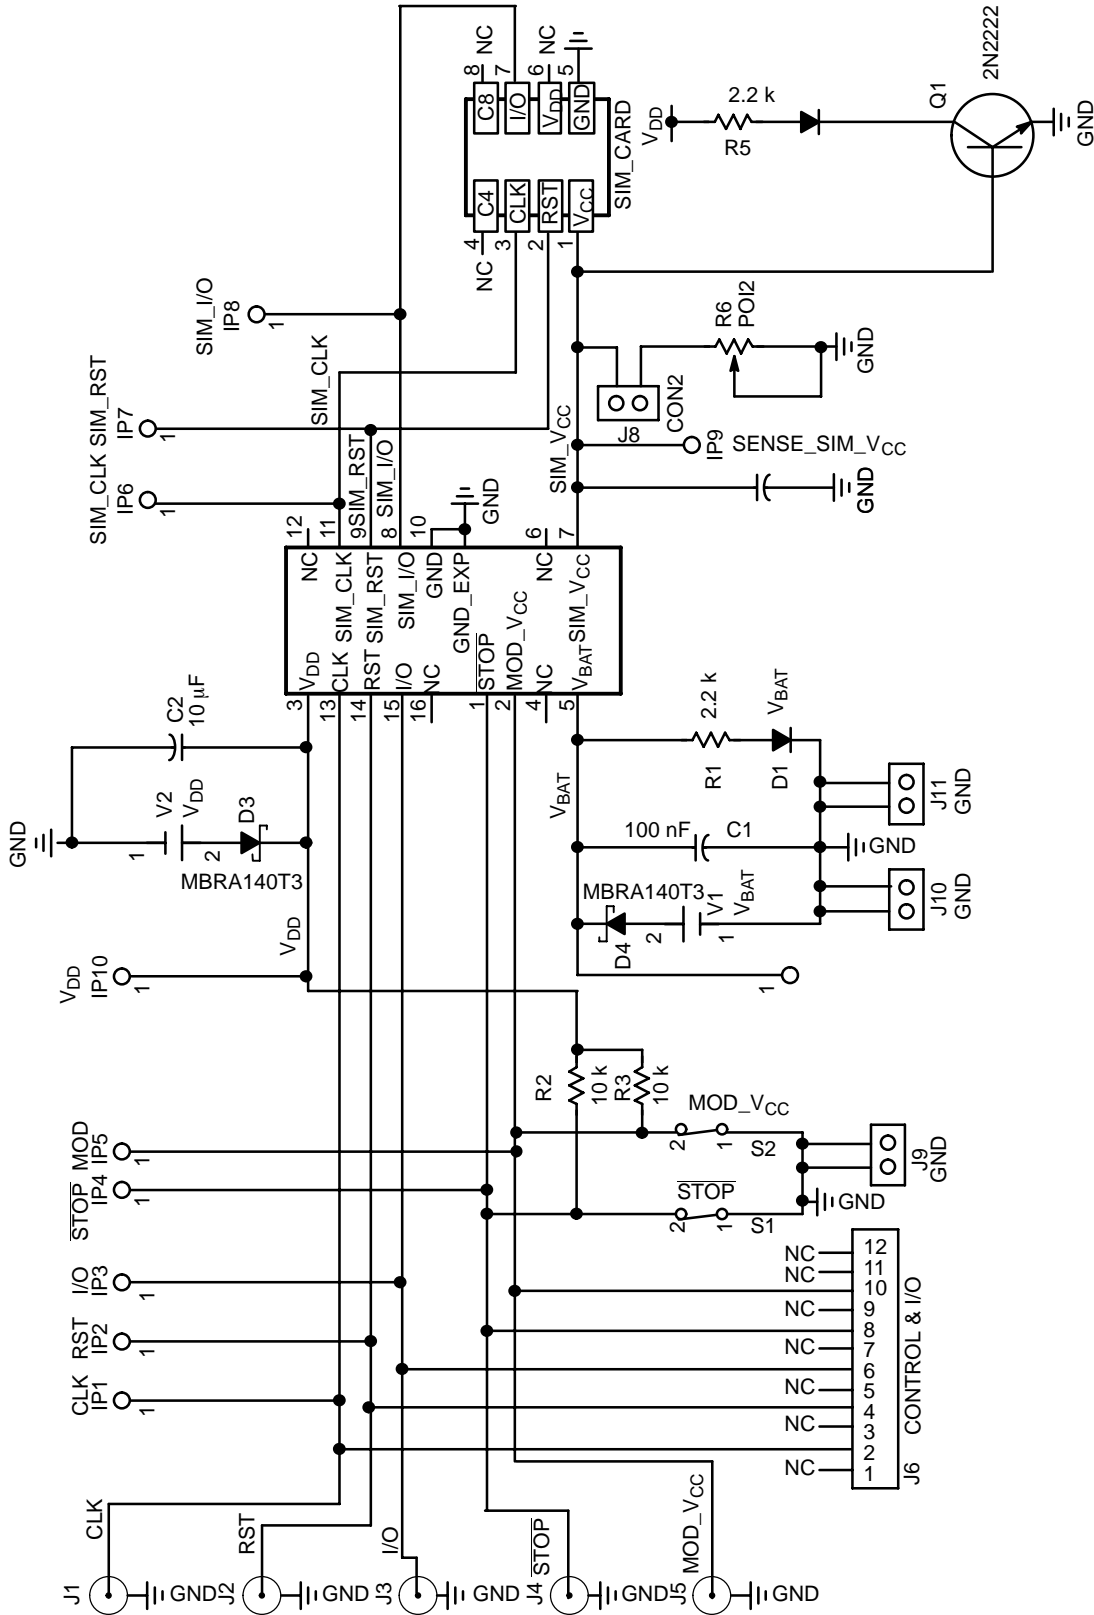 J1
CLK
GND
J2
RST
GND
J3
I/O
GND
J4
STOP
GND
J5
MOD_VCC
GND
CLK
IP1
1
RST
IP2
1
I/O
IP3
1
STOP
IP4
1
MOD
IP5
1
VDD
IP10
1
NC
NC
NC
NC
NC
NC
NC
1
2
3
4
5
6
7
8
9
10
11
12
J6
CONTROL & I/O
STOP
2
1
S1
MOD_VCC
2
1
S2
GND
J9
GND
R2
10 k
R3
10 k
VDD
GND
1
V2
VDD
2
D3
MBRA140T3
C2
10 µF
1
VBAT
MBRA140T3
D4
2
V1
1
VBAT
100 nF
C1
R1
2.2 k
D1
VBAT
GND
J10
GND
J11
GND
3
VDD
13
CLK
14
RST
15
I/O
16
NC
1
STOP
2
MOD_VCC
4
NC
5
VBAT
12
NC
11
SIM_CLK
9
SIM_RST
8
SIM_I/O
10
GND
GND_EXP
6
NC
7
SIM_VCC
GND
SIM_CLK
IP6
1
SIM_RST
IP7
1
SIM_I/O
IP8
1
SIM_CLK
SIM_RST
SIM_I/O
SIM_VCC
IP9
SENSE_SIM_VCC
GND
J8
CON2
R6
POI2
GND
4
NC
C4
3
CLK
2
RST
1
VCC
8
NC
C8
7
I/O
6
NC
VDD
5
GND
SIM_CARD
VDD
2.2 k
R5
Q1
2N2222
GND